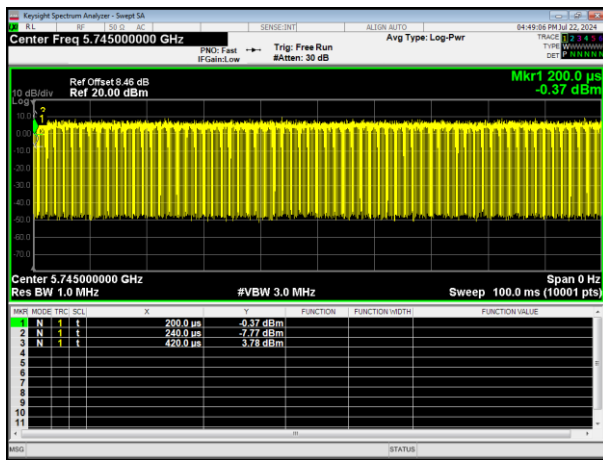 Keysight Spectrum Analyzer - Swept SA
RL RF 50 Ω AC SENSE:INT ALIGN AUTO 04:49:06 PM Jul 22, 2024
Center Freq 5.745000000 GHz
PNO: Fast
IFGain:Low
Trig: Free Run
#Atten: 30 dB
Avg Type: Log-Pwr
TRACE 1 2 3 4 5 6
TYPE WWWWWW
DET P N N N N N
Mkr1 200.0 µs
-0.37 dBm
Ref Offset 8.46 dB
10 dB/div Ref 20.00 dBm
Log
10.0
0.00
-10.0
-20.0
-30.0
-40.0
-50.0
-60.0
-70.0
Center 5.745000000 GHz Span 0 Hz
Res BW 1.0 MHz #VBW 3.0 MHz Sweep 100.0 ms (10001 pts)
MKR MODE TRC SCL X Y FUNCTION FUNCTION WIDTH FUNCTION VALUE
1 N 1 t 200.0 µs -0.37 dBm
2 N 1 t 240.0 µs -7.77 dBm
3 N 1 t 420.0 µs 3.78 dBm
4
5
6
7
8
9
10
11
MSG STATUS